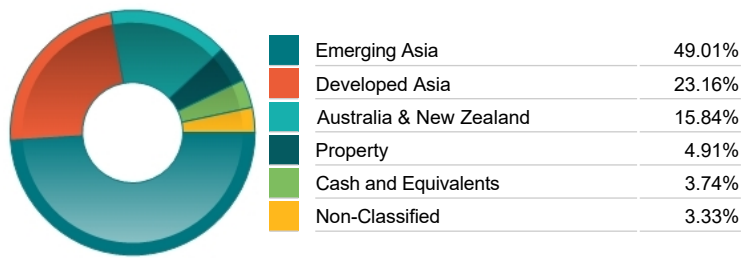 Emerging Asia 49.01%
Developed Asia 23.16%
Australia & New Zealand 15.84%
Property 4.91%
Cash and Equivalents 3.74%
Non-Classified 3.33%